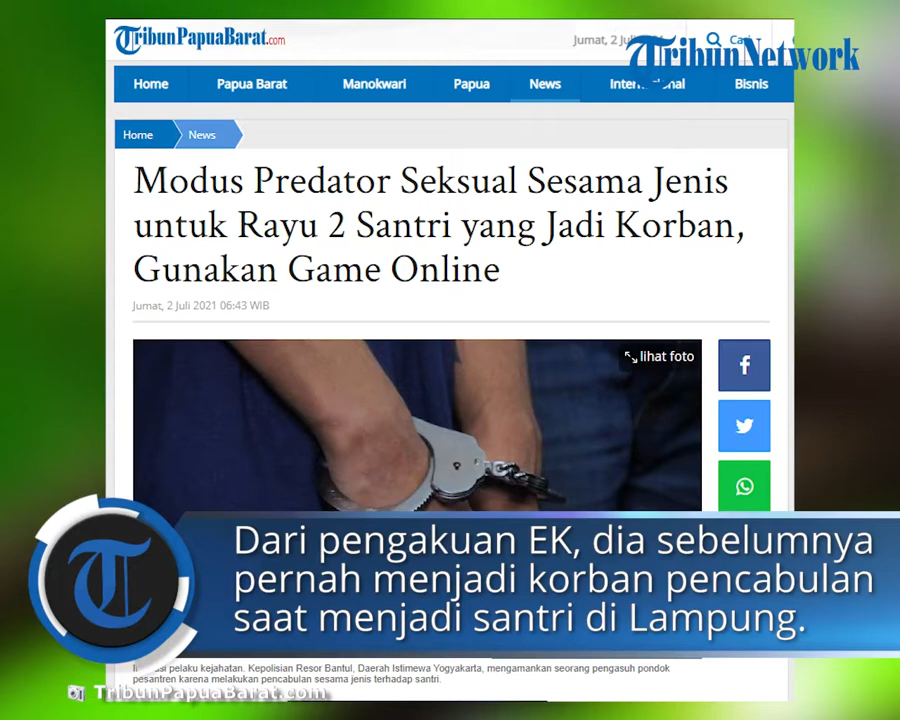 TribunPapuaBarat.com
Jumat, 2
TribunNetwork
Home Papua Barat Manokwari Papua News International Bisnis
Home News
Modus Predator Seksual Sesama Jenis
untuk Rayu 2 Santri yang Jadi Korban,
Gunakan Game Online
Jumat, 2 Juli 2021 06:43 WIB
lihat foto
Dari pengakuan EK, dia sebelumnya
pernah menjadi korban pencabulan
saat menjadi santri di Lampung.
pelaku kejahatan. Kepolisian Resor Bantul, Daerah Istimewa Yogyakarta, mengamankan seorang pengasuh pondok
pesantren karena melakukan pencabulan sesama jenis terhadap santri.
TribunPapuaBarat.com